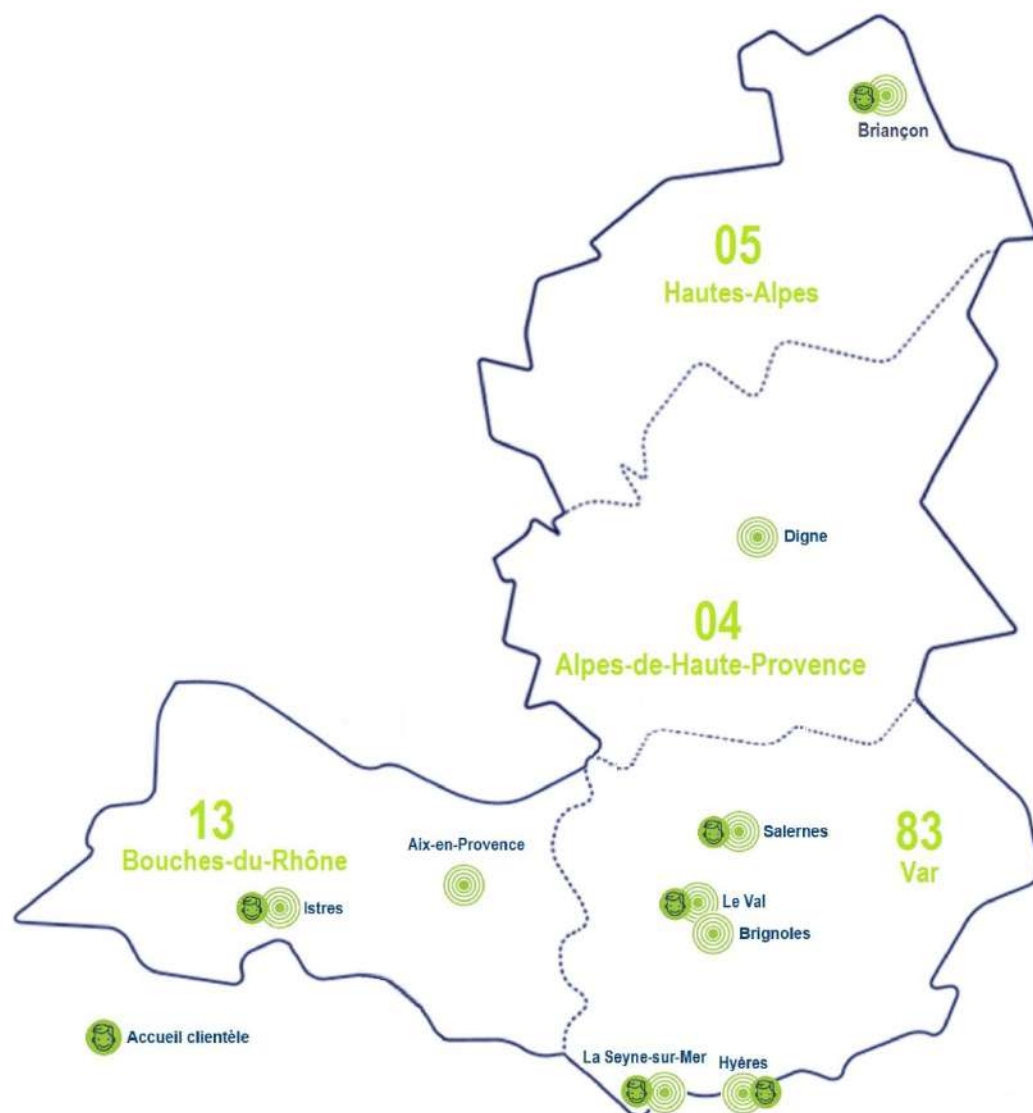 Briançon
05
Hautes-Alpes
Digne
04
Alpes-de-Haute-Provence
13
Bouches-du-Rhône
Aix-en-Provence
Istres
Salernes
83
Var
Le Val
Brignoles
Accueil clientèle
La Seyne-sur-Mer
Hyères